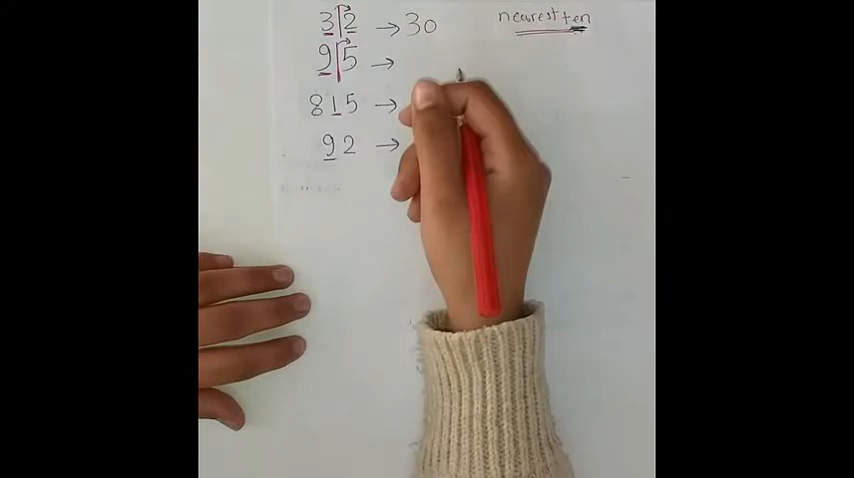 32 → 30 nearest ten
95 →
815 →
92 →